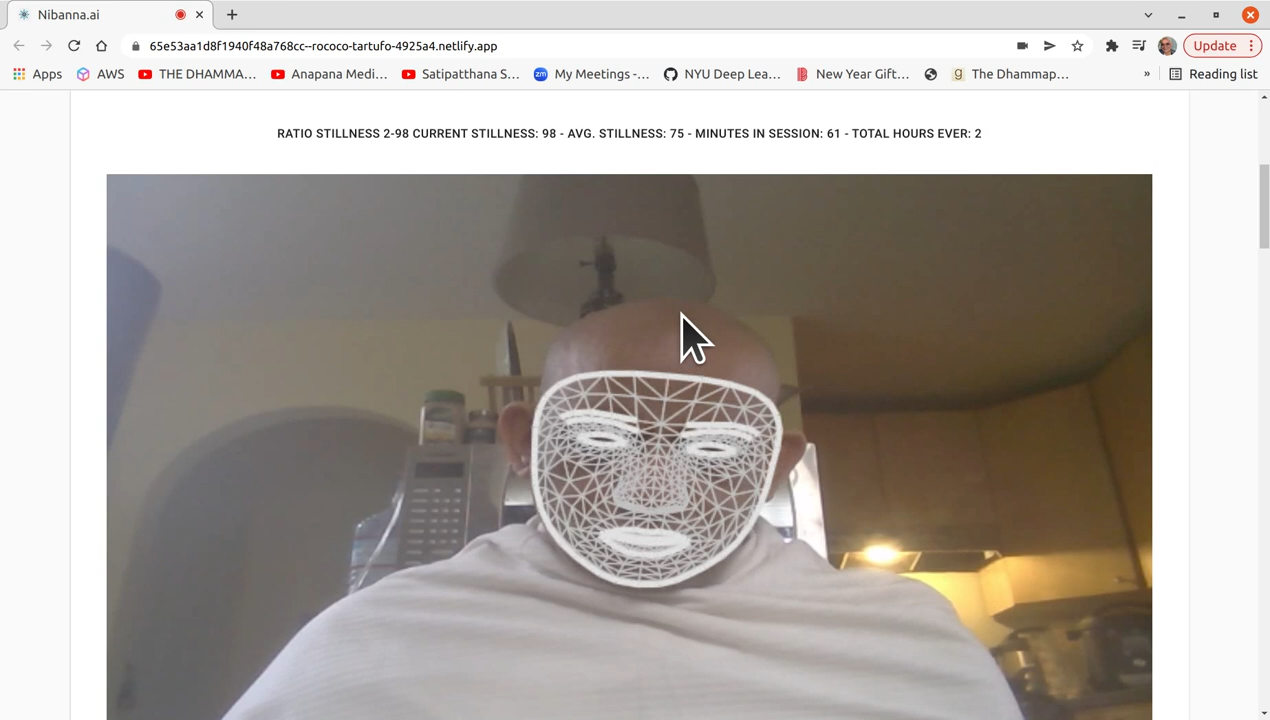 Nibanna.ai
65e53aa1d8f1940f48a768cc--rococo-tartufo-4925a4.netlify.app
Update
Apps AWS THE DHAMMA... Anapana Medi... Satipatthana S... zm My Meetings -... NYU Deep Lea... B New Year Gift... g The Dhammap... » Reading list
RATIO STILLNESS 2-98 CURRENT STILLNESS: 98 - AVG. STILLNESS: 75 - MINUTES IN SESSION: 61 - TOTAL HOURS EVER: 2